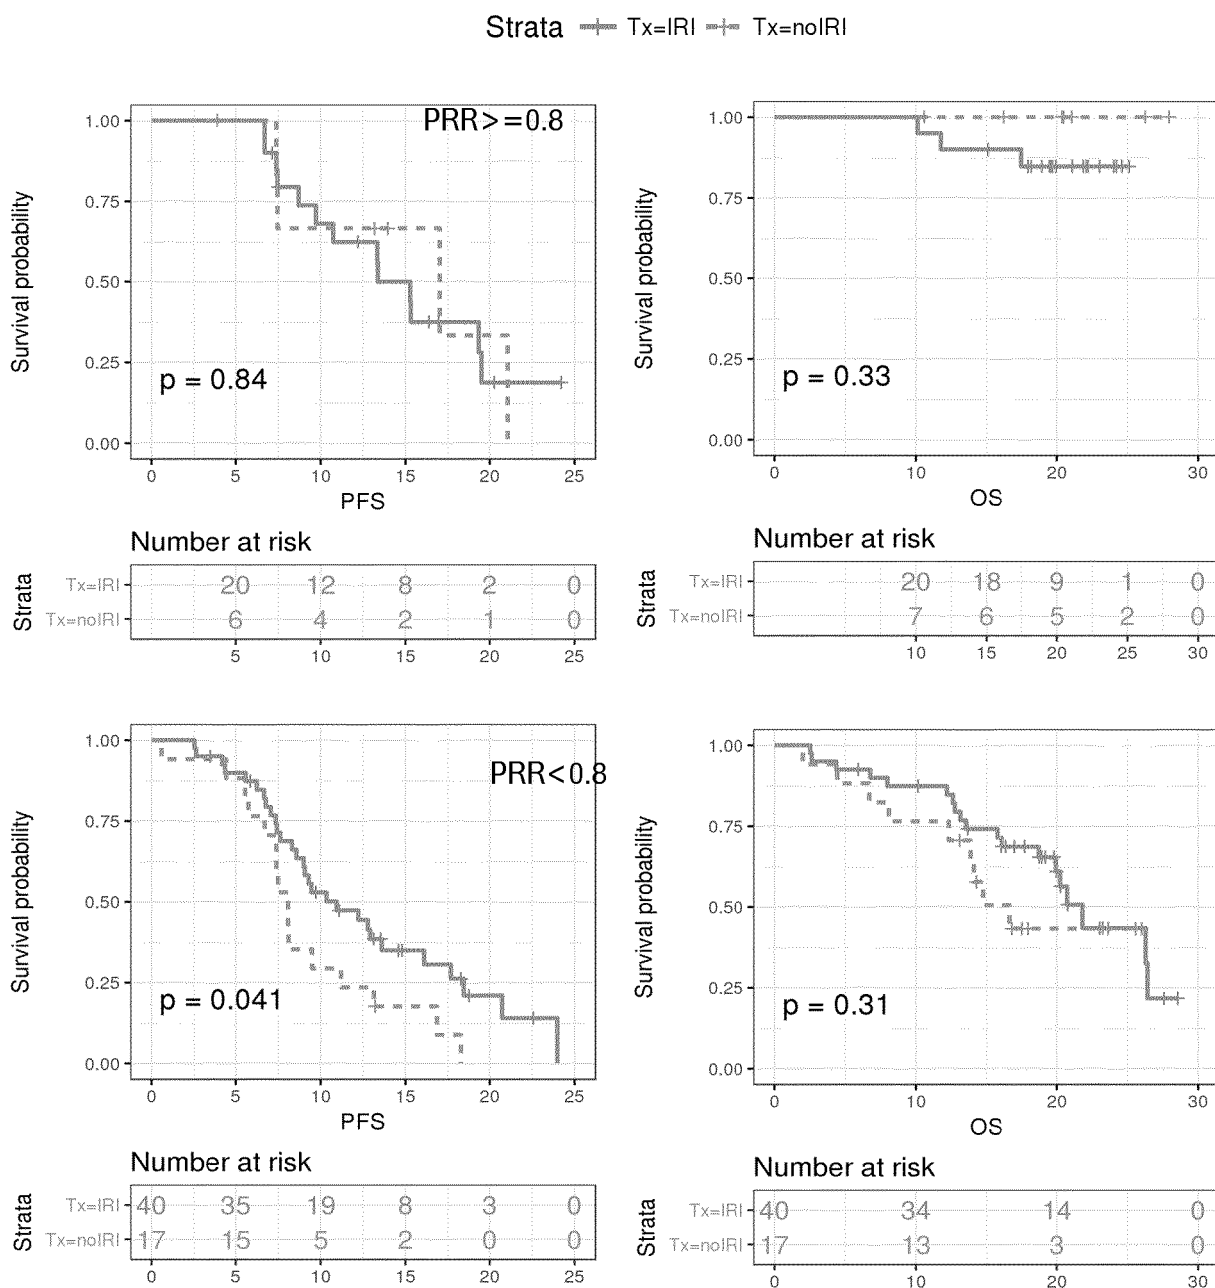 Strata Tx=IRI Tx=noIRI
PRR>=0.8
Survival probability
1.00
0.75
0.50
0.25
0.00
p = 0.84
0 5 10 15 20 25
PFS
Number at risk
Strata
Tx=IRI 20 12 8 2 0
Tx=noIRI 6 4 2 1 0
5 10 15 20 25
Survival probability
1.00
0.75
0.50
0.25
0.00
p = 0.33
0 10 20 30
OS
Number at risk
Strata
Tx=IRI 20 18 9 1 0
Tx=noIRI 7 6 5 2 0
10 15 20 25 30
PRR<0.8
Survival probability
1.00
0.75
0.50
0.25
0.00
p = 0.041
0 5 10 15 20 25
PFS
Number at risk
Strata
Tx=IRI 40 35 19 8 3 0
Tx=noIRI 17 15 5 2 0 0
0 5 10 15 20 25
Survival probability
1.00
0.75
0.50
0.25
0.00
p = 0.31
0 10 20 30
OS
Number at risk
Strata
Tx=IRI 40 34 14 0
Tx=noIRI 17 13 3 0
0 10 20 30